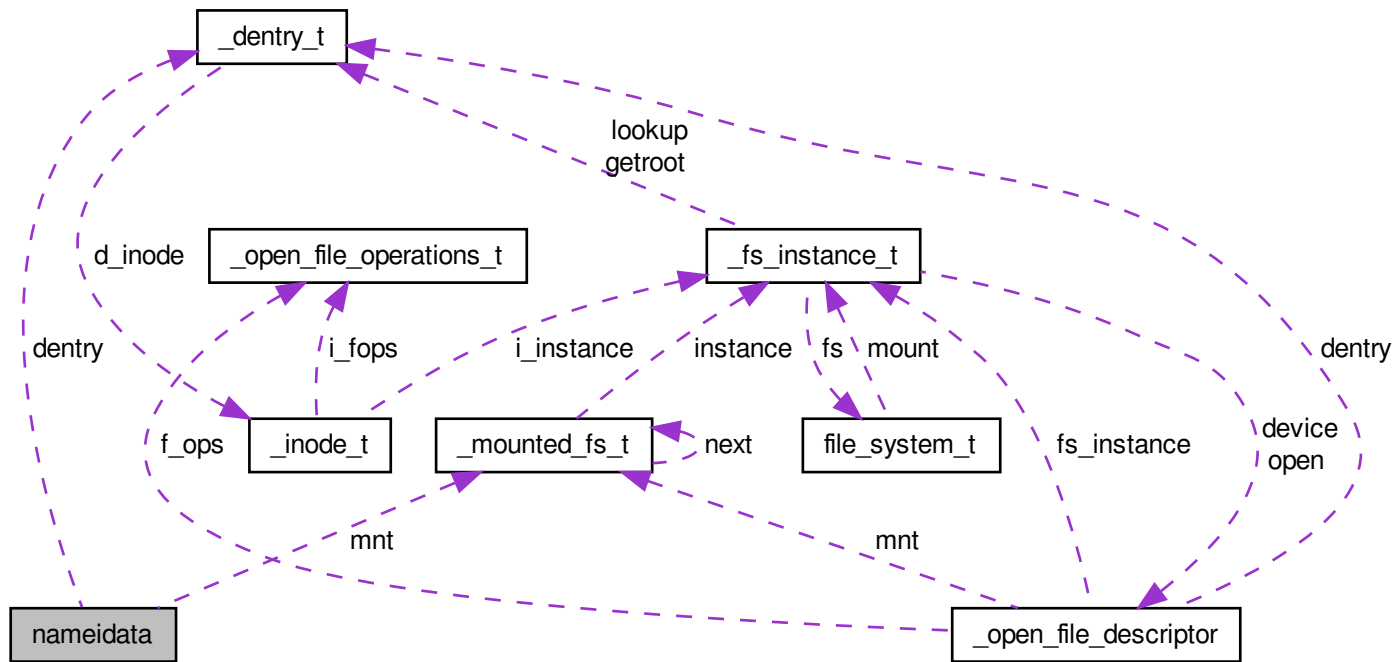 _dentry_t
lookup
getroot
d_inode
_open_file_operations_t
_fs_instance_t
dentry
i_fops
i_instance
instance
fs
mount
dentry
f_ops
_inode_t
_mounted_fs_t
next
file_system_t
fs_instance
device
open
mnt
mnt
nameidata
_open_file_descriptor